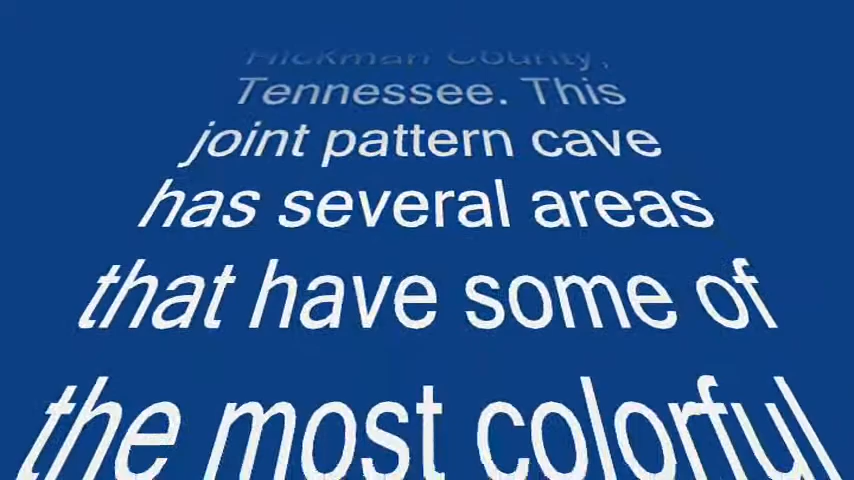 Hickman County,
Tennessee. This
joint pattern cave
has several areas
that have some of
the most colorful